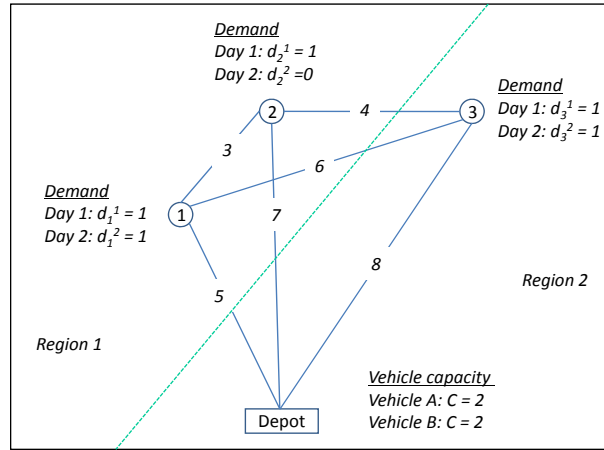 Demand
Day 1: d₂¹ = 1
Day 2: d₂² =0
2
4
3
Demand
Day 1: d₃¹ = 1
Day 2: d₃² = 1
3
6
Demand
Day 1: d₁¹ = 1
Day 2: d₁² = 1
1
7
5
8
Region 2
Region 1
Vehicle capacity
Vehicle A: C = 2
Vehicle B: C = 2
Depot